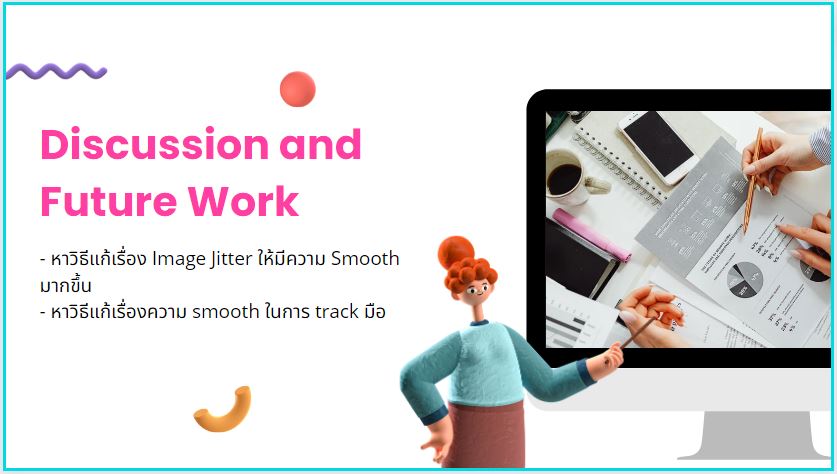 Discussion and
Future Work
- หาวิธีแก้เรื่อง Image Jitter ให้มีความ Smooth
มากขึ้น
- หาวิธีแก้เรื่องความ smooth ในการ track มือ